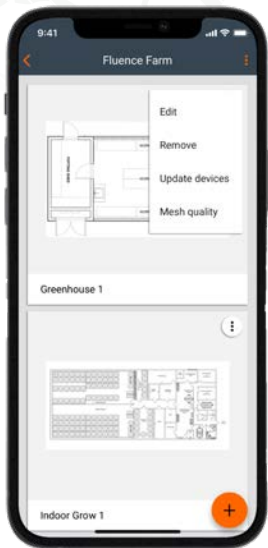 9:41
Fluence Farm
Edit
Remove
Update devices
Mesh quality
Greenhouse 1
Indoor Grow 1